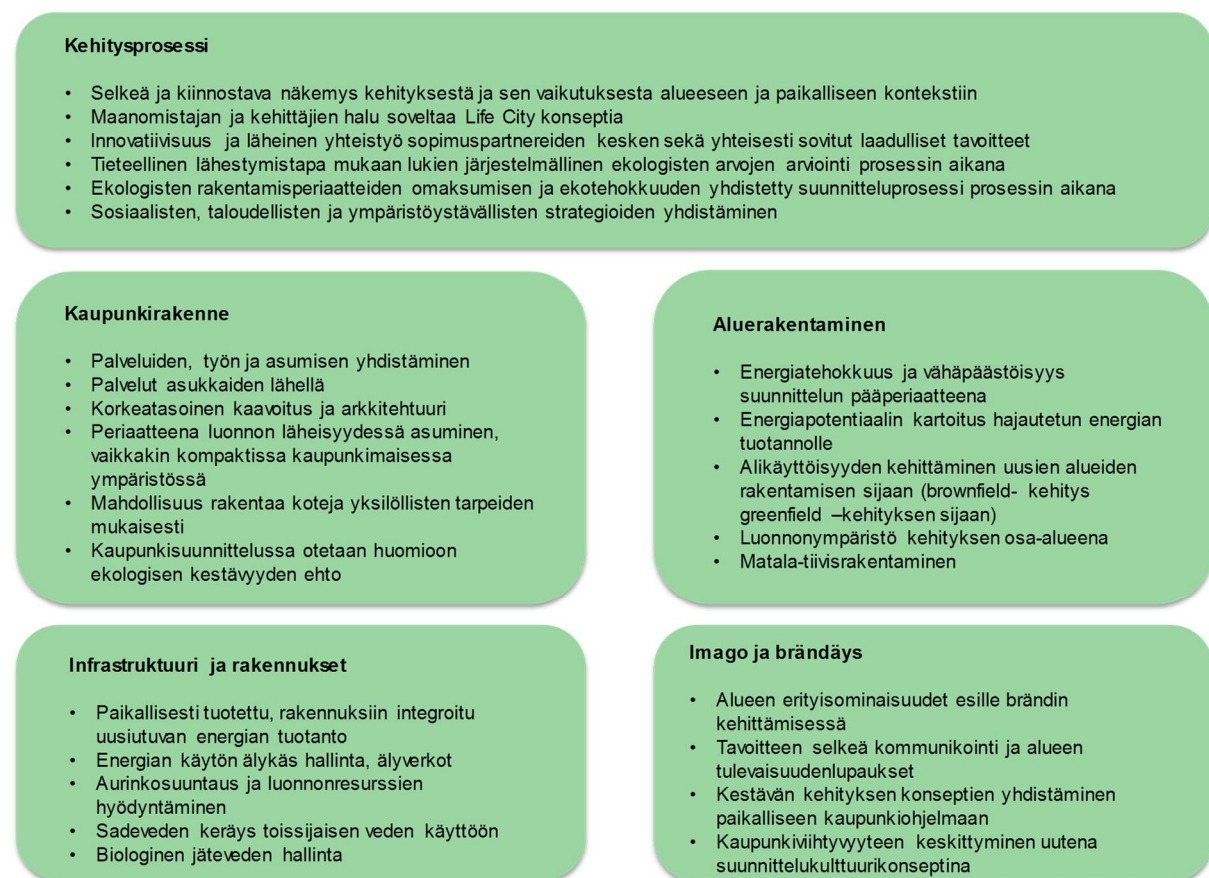 Kehitysprosessi
• Selkeä ja kiinnostava näkemys kehityksestä ja sen vaikutuksesta alueeseen ja paikalliseen kontekstiin
• Maanomistajan ja kehittäjien halu soveltaa Life City konseptia
• Innovatiivisuus ja läheinen yhteistyö sopimuspartnereiden kesken sekä yhteisesti sovitut laadulliset tavoitteet
• Tieteellinen lähestymistapa mukaan lukien järjestelmällinen ekologisten arvojen arviointi prosessin aikana
• Ekologisten rakentamisperiaatteiden omaksumisen ja ekotehokkuuden yhdistetty suunnitteluprosessi prosessin aikana
• Sosiaalisten, taloudellisten ja ympäristöystävällisten strategioiden yhdistäminen
Kaupunkirakenne
• Palveluiden, työn ja asumisen yhdistäminen
• Palvelut asukkaiden lähellä
• Korkeatasoinen kaavoitus ja arkkitehtuuri
• Periaatteena luonnon läheisyydessä asuminen,
vaikkakin kompaktissa kaupunkimaisessa
ympäristössä
• Mahdollisuus rakentaa koteja yksilöllisten tarpeiden
mukaisesti
• Kaupunkisuunnittelussa otetaan huomioon
ekologisen kestävyyden ehto
Aluerakentaminen
• Energiatehokkuus ja vähäpäästöisyys
suunnittelun pääperiaatteena
• Energiapotentiaalin kartoitus hajautetun energian
tuotannolle
• Alikäyttöisyyden kehittäminen uusien alueiden
rakentamisen sijaan (brownfield- kehitys
greenfield –kehityksen sijaan)
• Luonnonympäristö kehityksen osa-alueena
• Matala-tiivisrakentaminen
Infrastruktuuri ja rakennukset
• Paikallisesti tuotettu, rakennuksiin integroitu
uusiutuvan energian tuotanto
• Energian käytön älykäs hallinta, älyverkot
• Aurinkosuuntaus ja luonnonresurssien
hyödyntäminen
• Sadeveden keräys toissijaisen veden käyttöön
• Biologinen jäteveden hallinta
Imago ja brändäys
• Alueen erityisominaisuudet esille brändin
kehittämisessä
• Tavoitteen selkeä kommunikointi ja alueen
tulevaisuudenlupaukset
• Kestävän kehityksen konseptien yhdistäminen
paikalliseen kaupunkiohjelmaan
• Kaupunkiviihtyvyyteen keskittyminen uutena
suunnittelukulttuurikonseptina